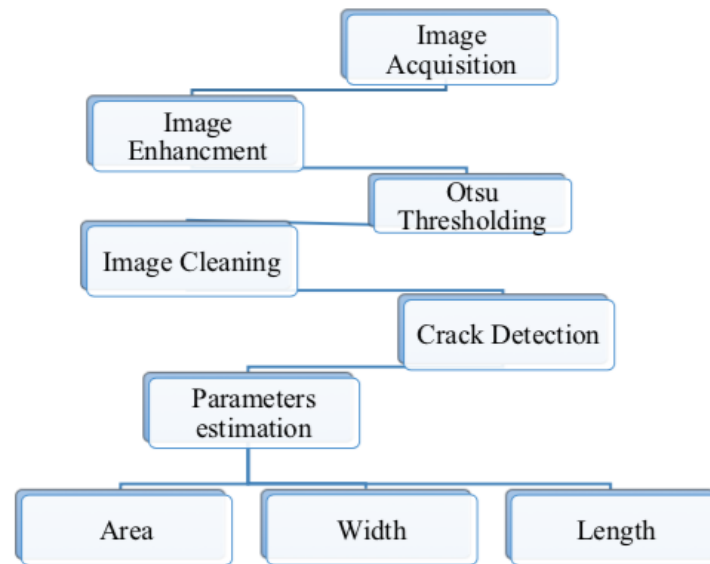 Image
Acquisition
Image
Enhancment
Otsu
Thresholding
Image Cleaning
Crack Detection
Parameters
estimation
Area
Width
Length